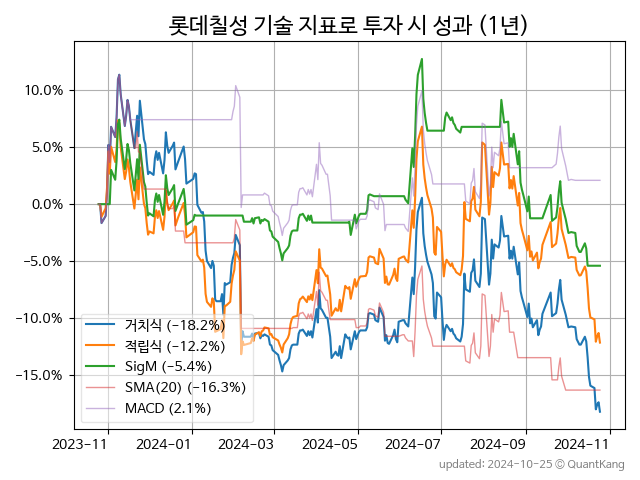 롯데칠성 기술 지표로 투자 시 성과 (1년)
10.0%
5.0%
0.0%
−5.0%
−10.0%
−15.0%
거치식 (−18.2%)
적립식 (−12.2%)
SigM (−5.4%)
SMA(20) (−16.3%)
MACD (2.1%)
2023−11 2024−01 2024−03 2024−05 2024−07 2024−09 2024−11
updated: 2024-10-25 © QuantKang